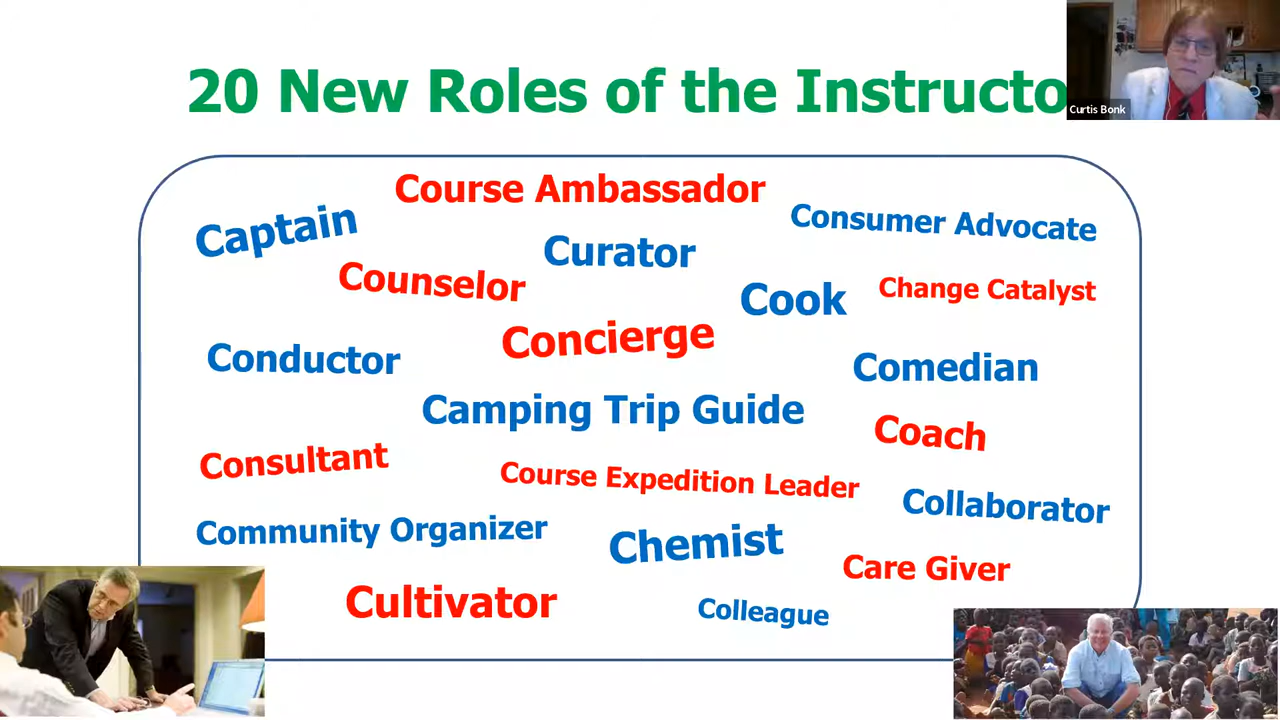 20 New Roles of the Instructo
Curtis Bonk
Course Ambassador
Captain
Consumer Advocate
Curator
Counselor
Cook
Change Catalyst
Concierge
Conductor
Comedian
Camping Trip Guide
Coach
Consultant
Course Expedition Leader
Collaborator
Community Organizer
Chemist
Care Giver
Cultivator
Colleague